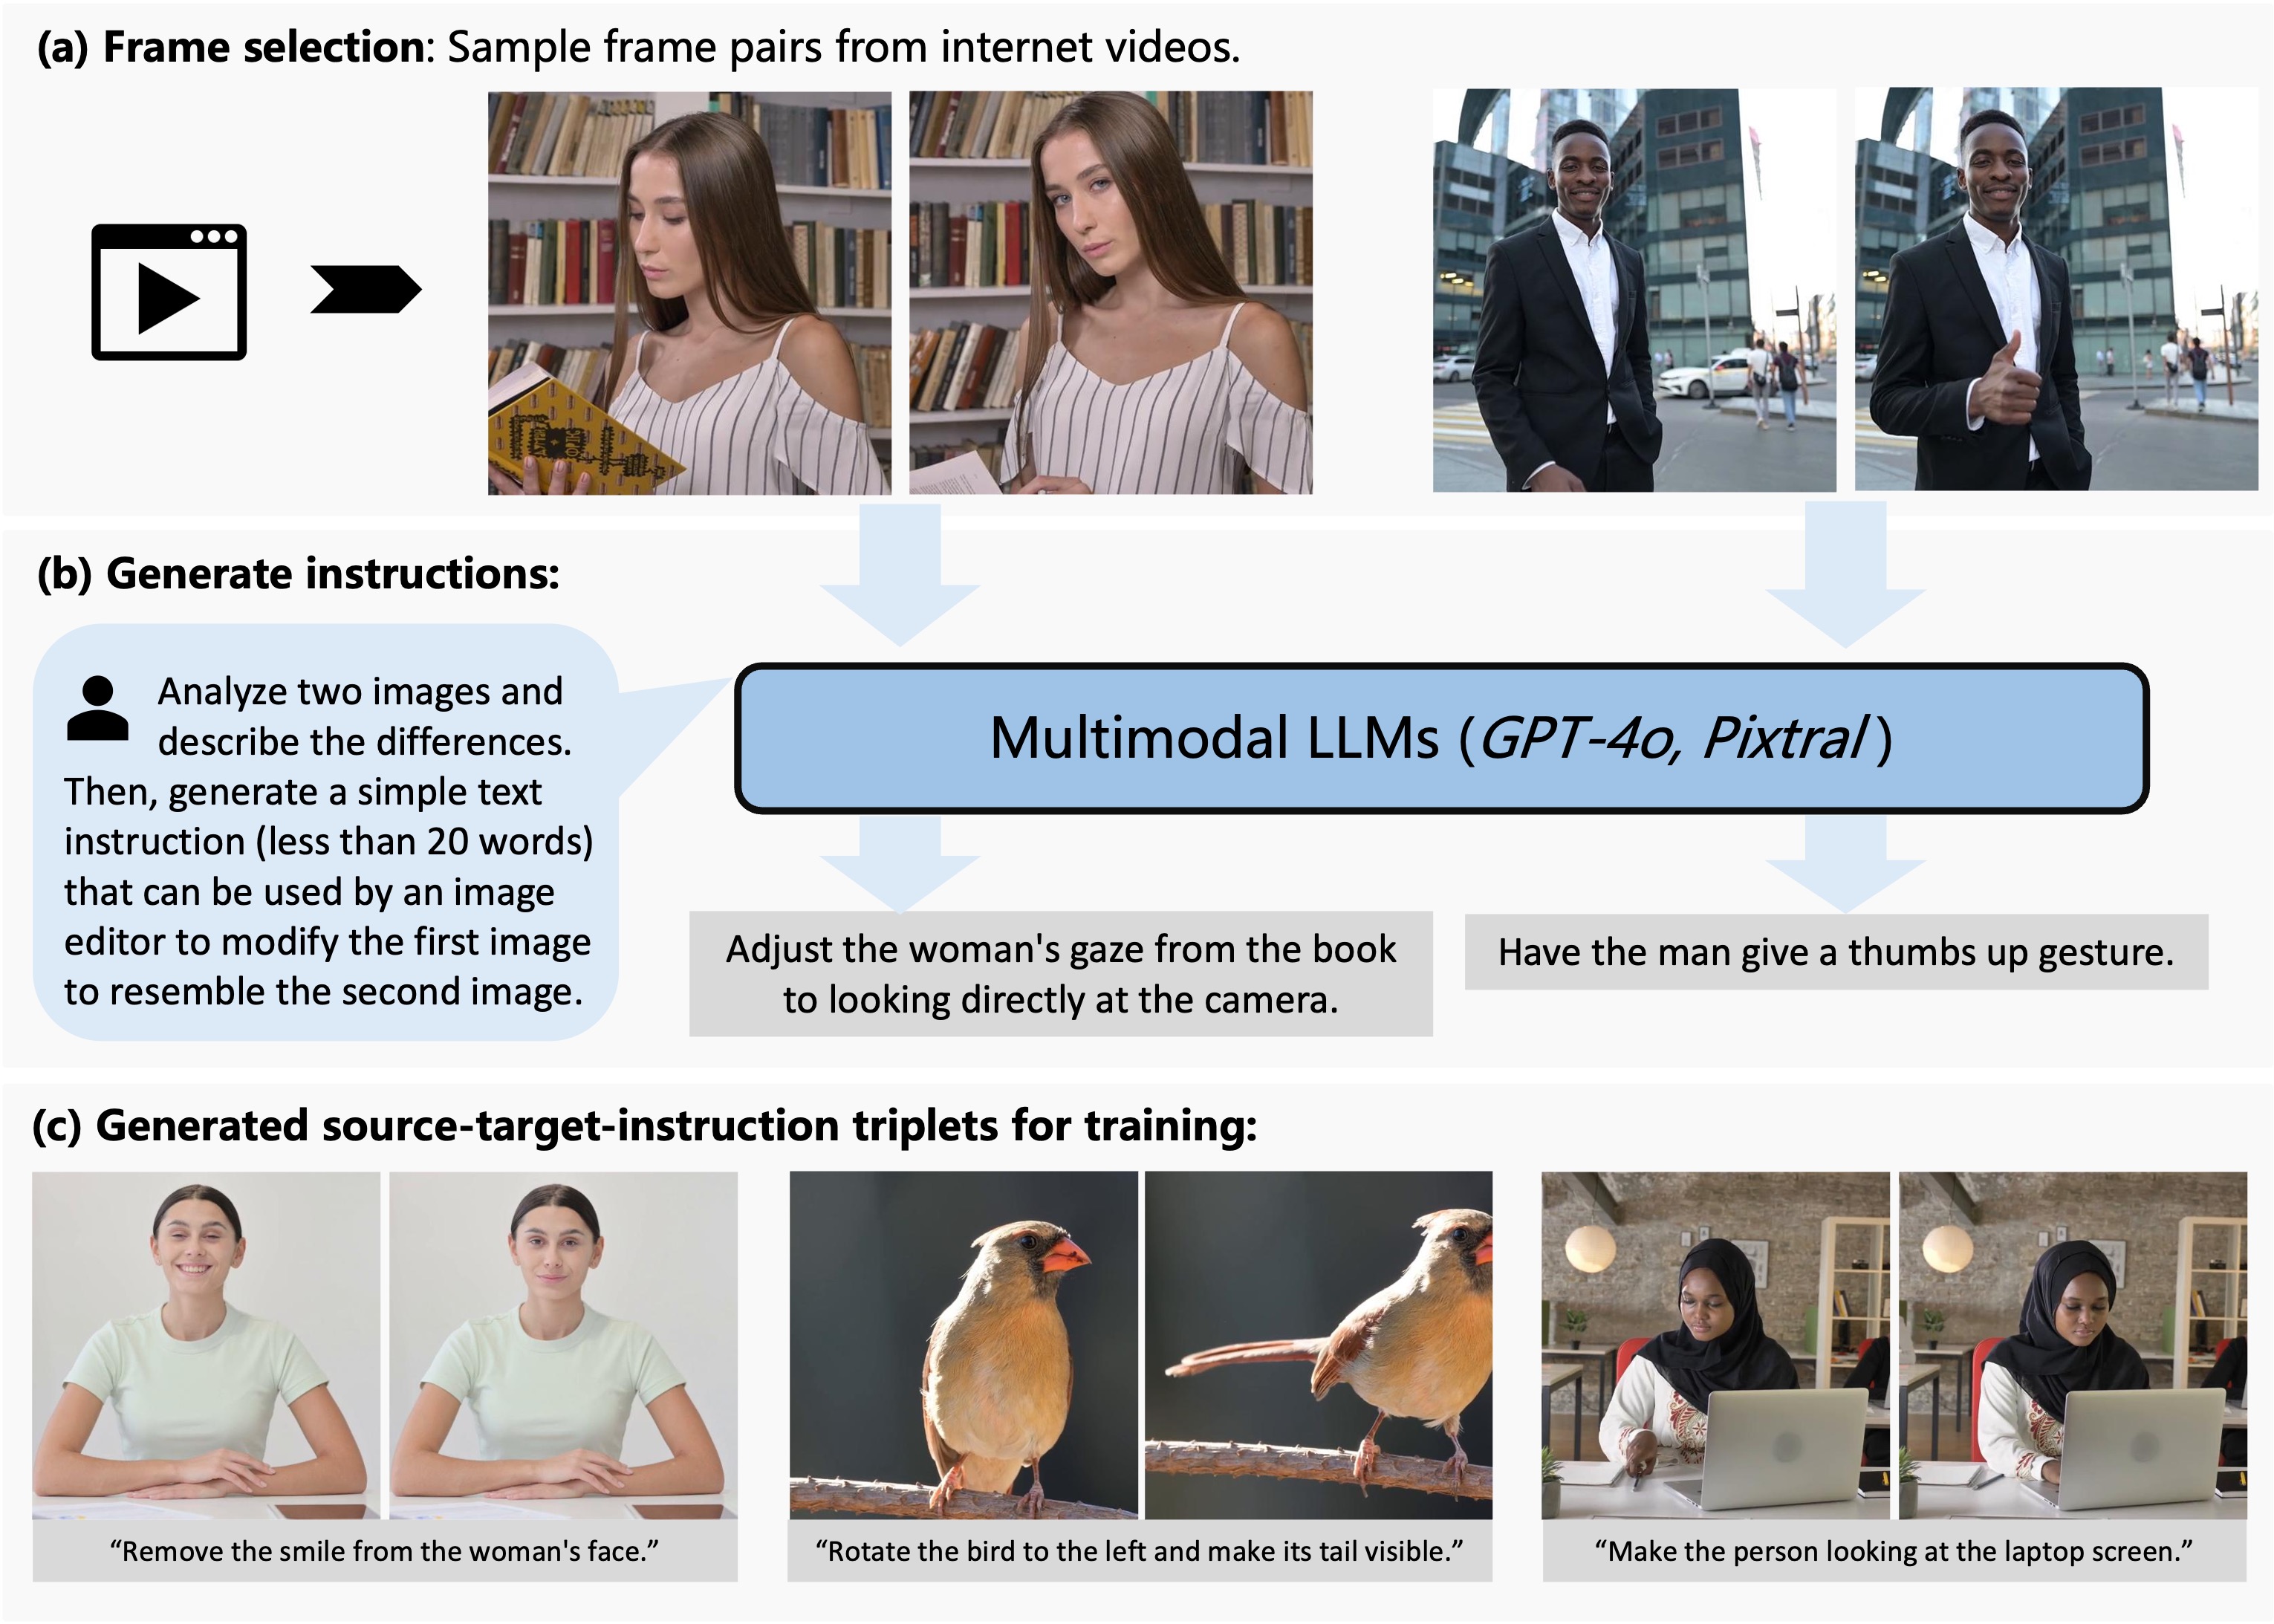 (a) Frame selection: Sample frame pairs from internet videos.
(b) Generate instructions:
Analyze two images and
describe the differences.
Then, generate a simple text
instruction (less than 20 words)
that can be used by an image
editor to modify the first image
to resemble the second image.
Multimodal LLMs (GPT-4o, Pixtral)
Adjust the woman's gaze from the book
to looking directly at the camera.
Have the man give a thumbs up gesture.
(c) Generated source-target-instruction triplets for training:
“Remove the smile from the woman's face.”
“Rotate the bird to the left and make its tail visible.”
“Make the person looking at the laptop screen.”